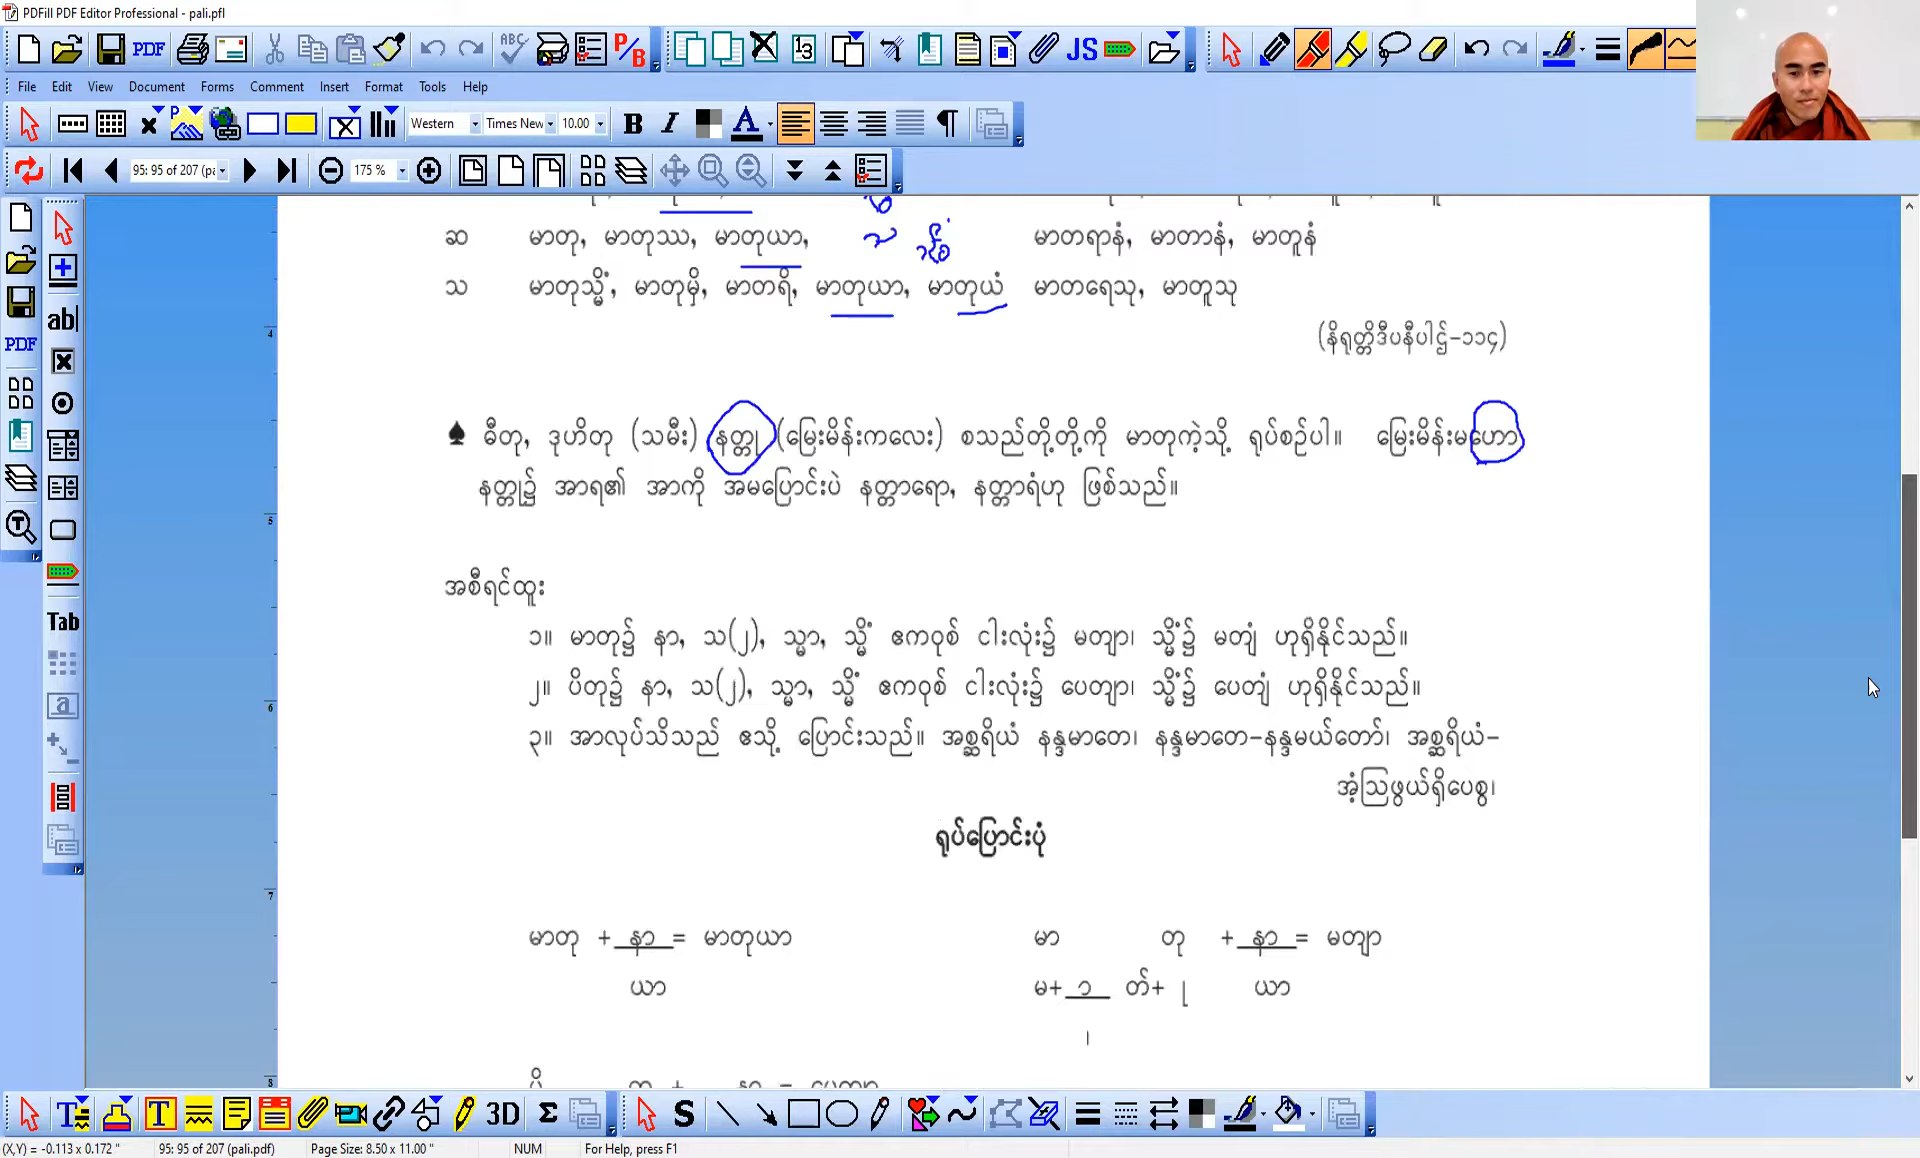 PDFill PDF Editor Professional - pali.pfl
PDF ABC 13 P/B JS
File Edit View Document Forms Comment Insert Format Tools Help
Western Times New 10.00 B I A
95: 95 of 207 (pa 175 %
ဆ မာတု, မာတုဿ, မာတုယာ, မာတရာနံ, မာတာနံ, မာတူနံ
သ မာတုသ္မိံ, မာတုမှိ, မာတရိ, မာတုယာ, မာတုယံ မာတရေသု, မာတူသု
(နိရုတ္တိဒီပနီပါဌ်-၁၁၄)
♠ ဓီတု, ဒုဟိတု (သမီး) နတ္တု (မြေးမိန်းကလေး) စသည်တို့တို့ကို မာတုကဲ့သို့ ရုပ်စဉ်ပါ။ မြေးမိန်းမဟော
နတ္တု၌ အာရ၏ အာကို အမပြောင်းပဲ နတ္တာရော, နတ္တာရံဟု ဖြစ်သည်။
အစီရင်ထူး
၁။ မာတု၌ နာ, သ(၂), သ္မာ, သ္မိံ ဧကဝုစ် ငါးလုံး၌ မတျာ၊ သ္မိံ၌ မတျံ ဟုရှိနိုင်သည်။
၂။ ပိတု၌ နာ, သ(၂), သ္မာ, သ္မိံ ဧကဝုစ် ငါးလုံး၌ ပေတျာ၊ သ္မိံ၌ ပေတျံ ဟုရှိနိုင်သည်။
၃။ အာလုပ်သိသည် ဧသို့ ပြောင်းသည်။ အစ္ဆရိယံ နန္ဒမာတေ၊ နန္ဒမာတေ-နန္ဒမယ်တော်၊ အစ္ဆရိယံ-
အံ့ဩဖွယ်ရှိပေစွ၊
ရုပ်ပြောင်းပုံ
မာတု + နာ = မာတုယာ မာ တု + နာ = မတျာ
ယာ မ+ ာ တ်+ ု ယာ
ab|
PDF
Tab
a
T 3D Σ S
4
5
6
7
8
(X,Y) = -0.113 x 0.172 " 95: 95 of 207 (pali.pdf) Page Size: 8.50 x 11.00 " NUM For Help, press F1